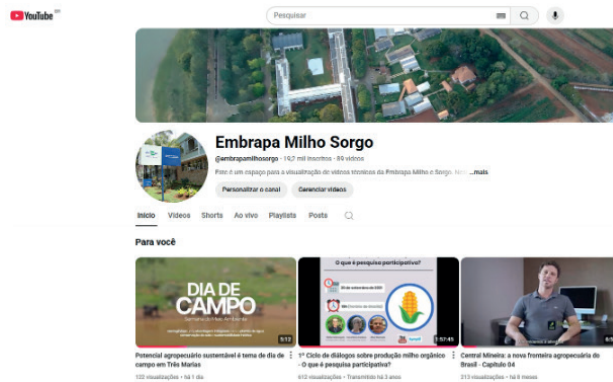 YouTube BR
Pesquisar
Embrapa Milho Sorgo
@embrapamilhosorgo · 19,2 mil inscritos · 89 vídeos
Este é um espaço para a visualização de vídeos técnicos da Embrapa Milho e Sorgo. ...mais
Personalizar o canal
Gerenciar vídeos
Início Vídeos Shorts Ao vivo Playlists Posts
Para você
DIA DE
CAMPO
5:12
O que é pesquisa participativa?
1:57:45
Potencial agropecuário sustentável é tema de dia de
campo em Três Marias
122 visualizações · há 1 dia
1º Ciclo de diálogos sobre produção milho orgânico
- O que é pesquisa participativa?
612 visualizações · Transmitido há 3 anos
Central Mineira: a nova fronteira agropecuária do
Brasil - Capítulo 04
213 visualizações · há 8 meses